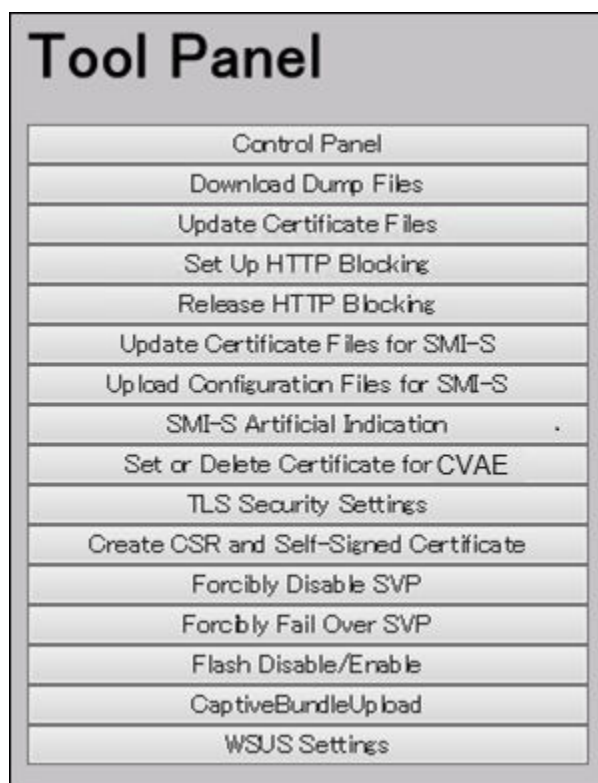 Tool Panel
Control Panel
Download Dump Files
Update Certificate Files
Set Up HTTP Blocking
Release HTTP Blocking
Update Certificate Files for SMI-S
Upload Configuration Files for SMI-S
SMI-S Artificial Indication
Set or Delete Certificate for CVAE
TLS Security Settings
Create CSR and Self-Signed Certificate
Forcibly Disable SVP
Forcibly Fail Over SVP
Flash Disable/Enable
CaptiveBundleUpload
WSUS Settings